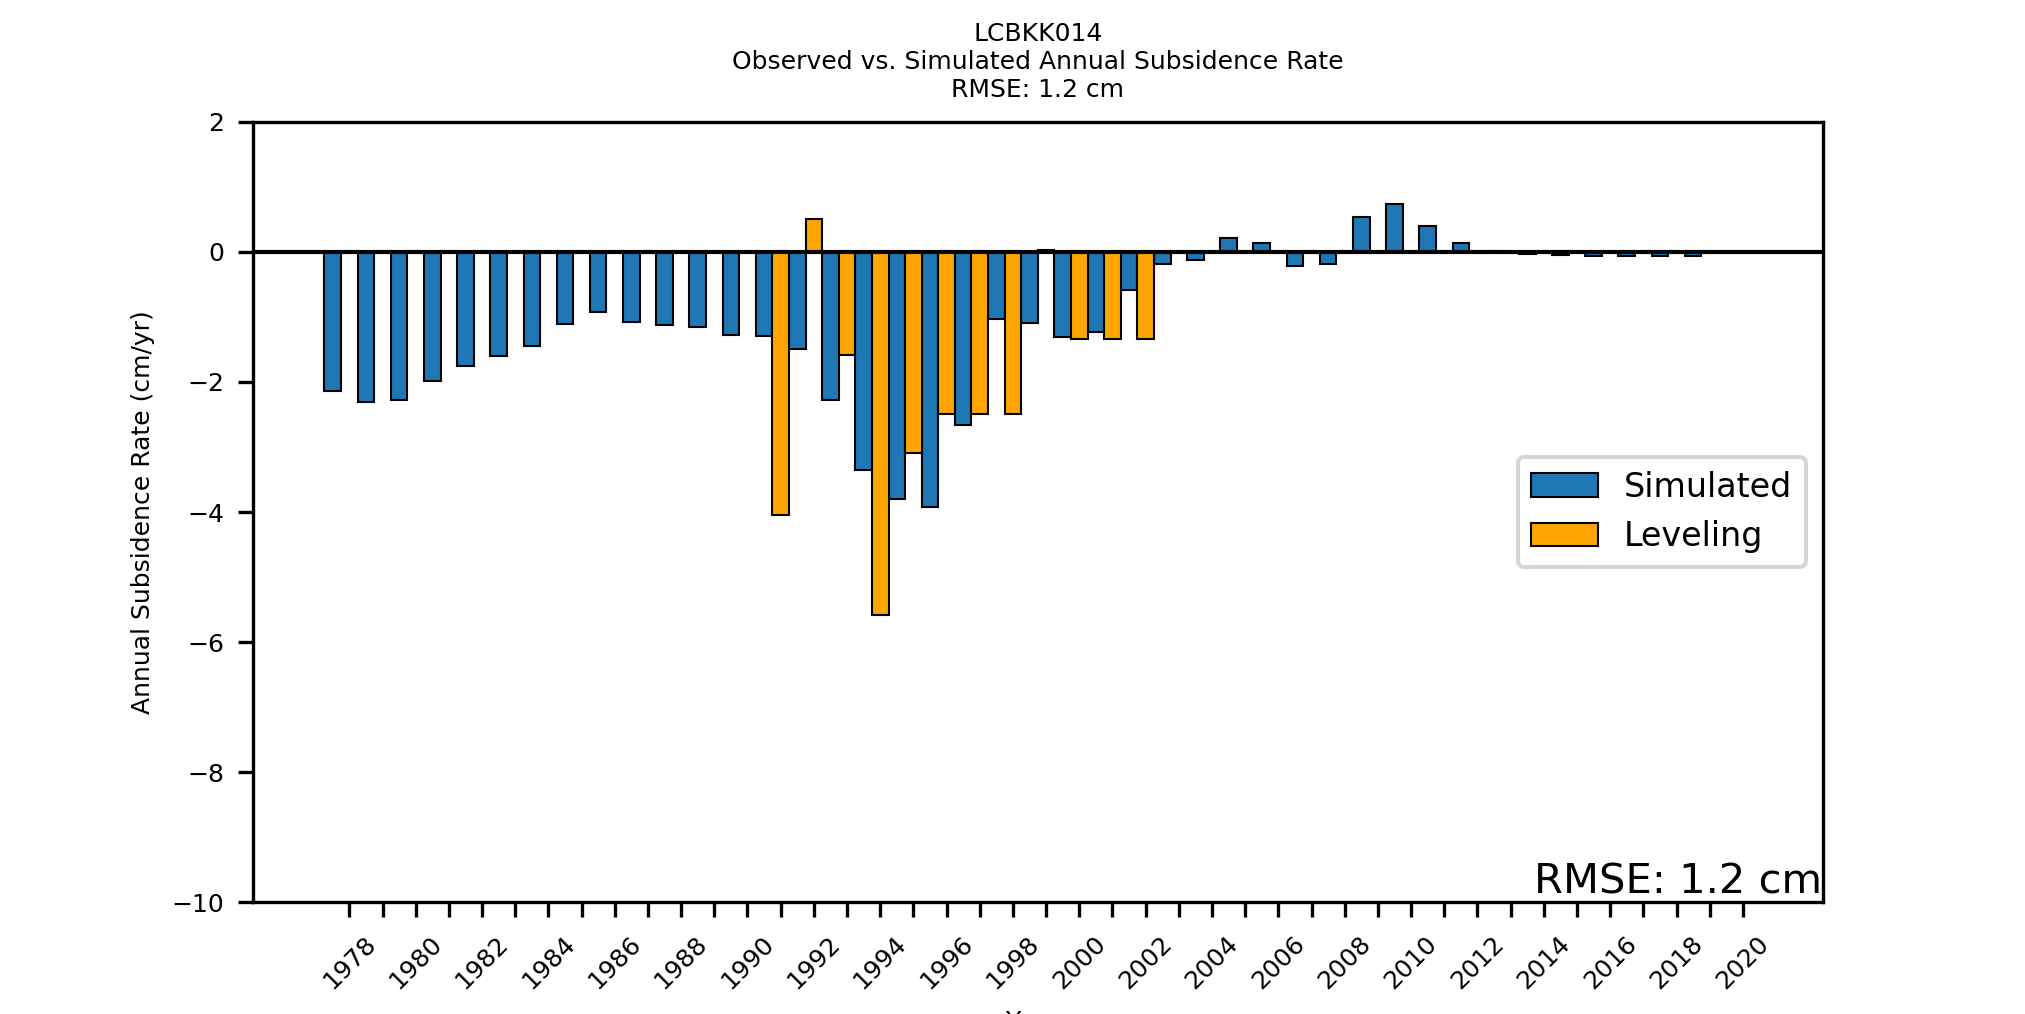 LCBKK014
Observed vs. Simulated Annual Subsidence Rate
RMSE: 1.2 cm
2
0
−2
−4
−6
−8
−10
Annual Subsidence Rate (cm/yr)
Simulated
Leveling
RMSE: 1.2 cm
1978 1980 1982 1984 1986 1988 1990 1992 1994 1996 1998 2000 2002 2004 2006 2008 2010 2012 2014 2016 2018 2020